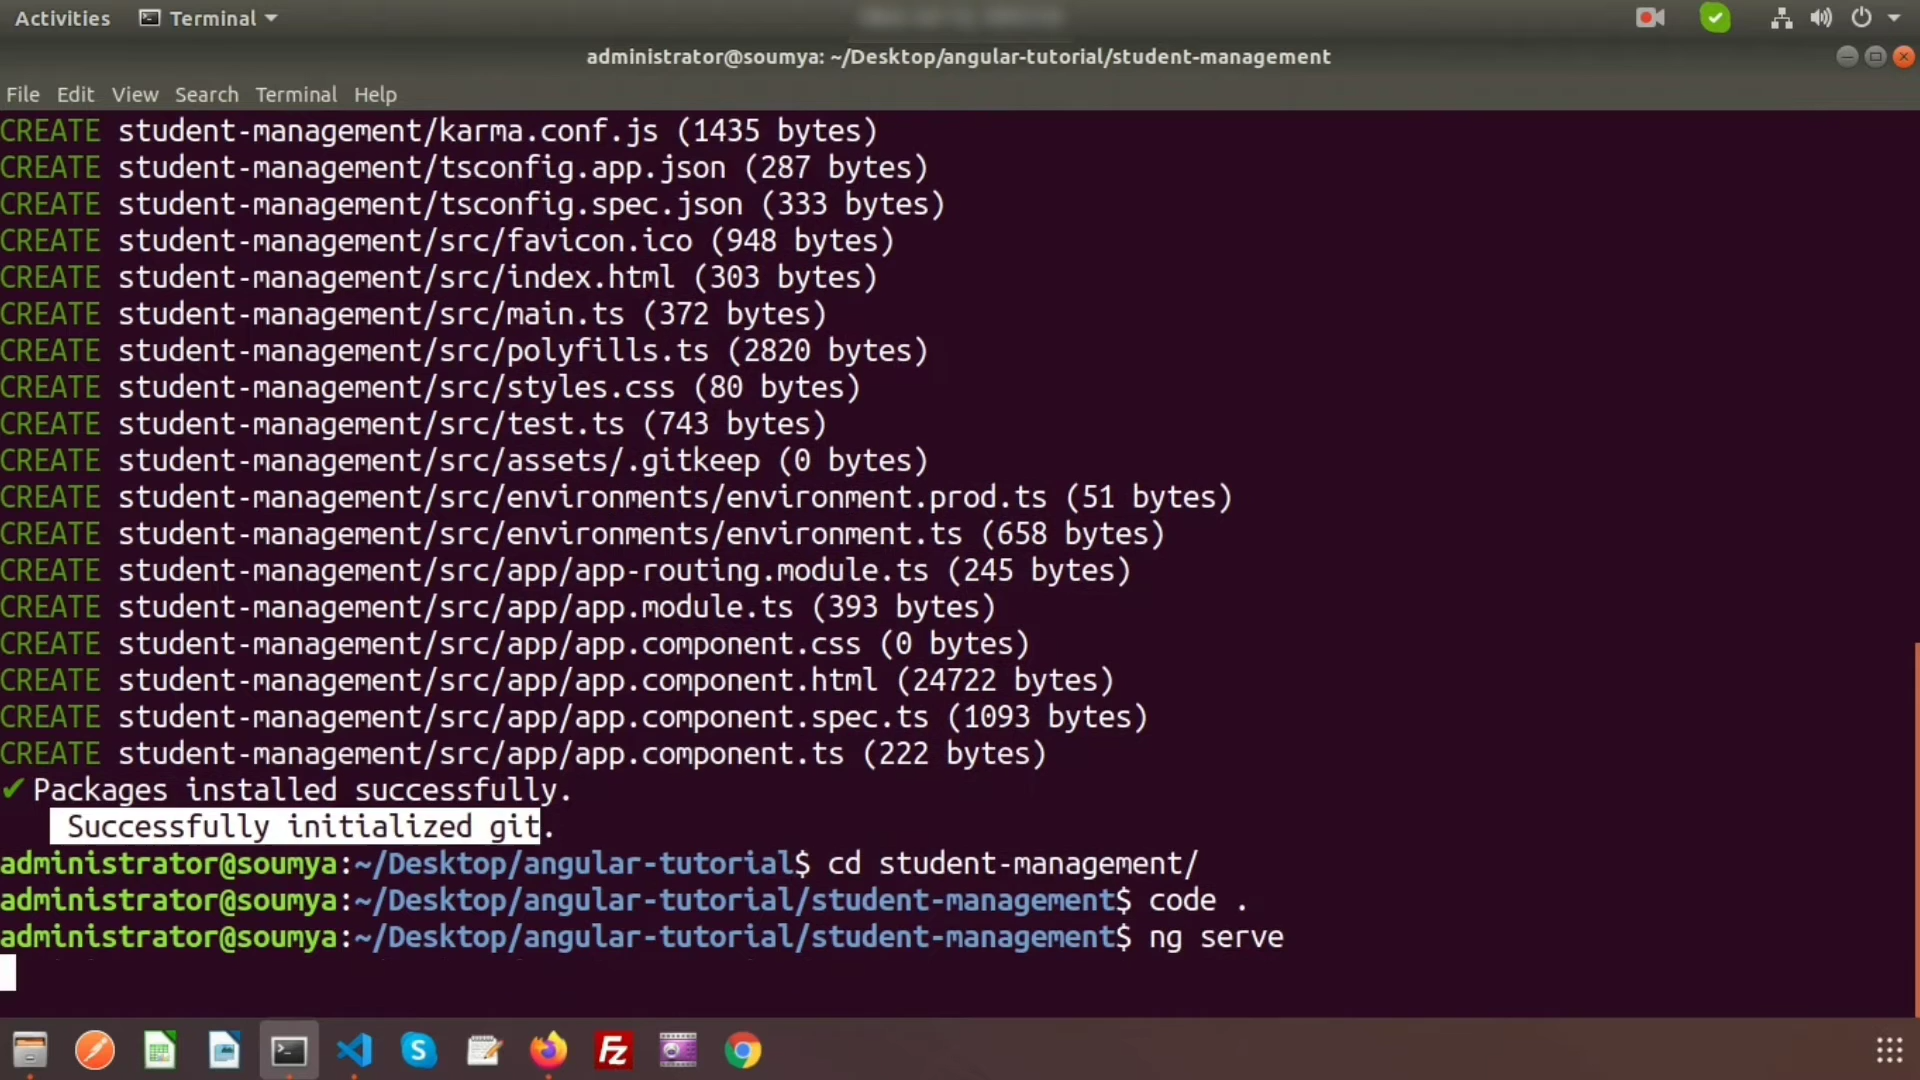 Activities Terminal
administrator@soumya: ~/Desktop/angular-tutorial/student-management
File Edit View Search Terminal Help
CREATE student-management/karma.conf.js (1435 bytes)
CREATE student-management/tsconfig.app.json (287 bytes)
CREATE student-management/tsconfig.spec.json (333 bytes)
CREATE student-management/src/favicon.ico (948 bytes)
CREATE student-management/src/index.html (303 bytes)
CREATE student-management/src/main.ts (372 bytes)
CREATE student-management/src/polyfills.ts (2820 bytes)
CREATE student-management/src/styles.css (80 bytes)
CREATE student-management/src/test.ts (743 bytes)
CREATE student-management/src/assets/.gitkeep (0 bytes)
CREATE student-management/src/environments/environment.prod.ts (51 bytes)
CREATE student-management/src/environments/environment.ts (658 bytes)
CREATE student-management/src/app/app-routing.module.ts (245 bytes)
CREATE student-management/src/app/app.module.ts (393 bytes)
CREATE student-management/src/app/app.component.css (0 bytes)
CREATE student-management/src/app/app.component.html (24722 bytes)
CREATE student-management/src/app/app.component.spec.ts (1093 bytes)
CREATE student-management/src/app/app.component.ts (222 bytes)
✔ Packages installed successfully.
Successfully initialized git.
administrator@soumya:~/Desktop/angular-tutorial$ cd student-management/
administrator@soumya:~/Desktop/angular-tutorial/student-management$ code .
administrator@soumya:~/Desktop/angular-tutorial/student-management$ ng serve